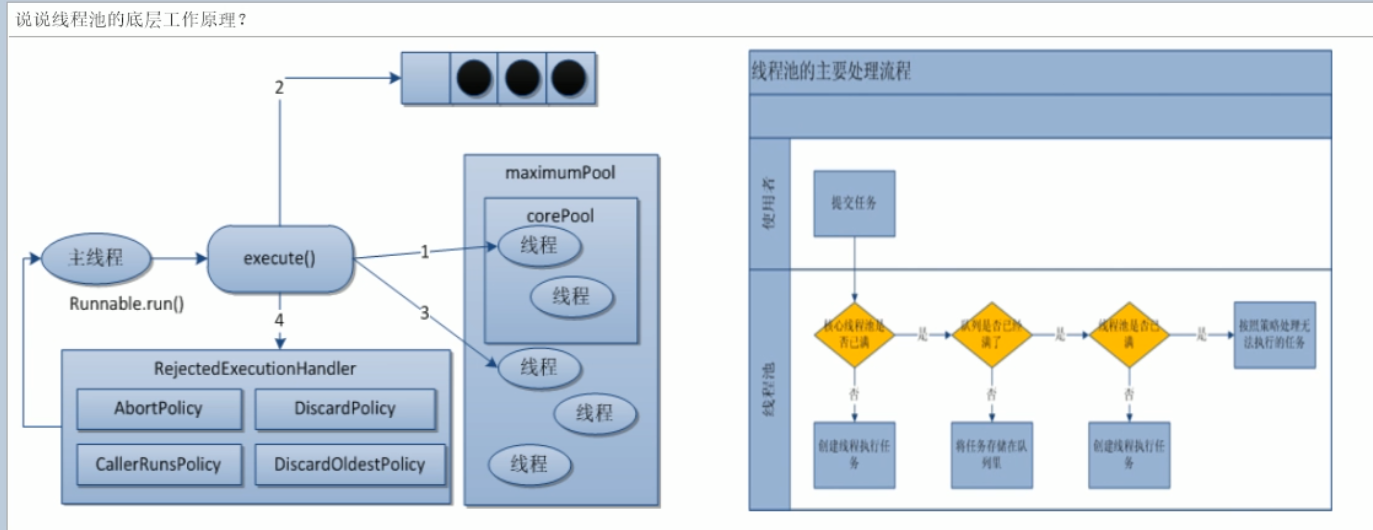 说说线程池的底层工作原理?
2
maximumPool
corePool
线程
线程
主线程
execute()
1
Runnable.run()
3
4
线程
线程
线程
RejectedExecutionHandler
AbortPolicy
DiscardPolicy
CallerRunsPolicy
DiscardOldestPolicy
线程池的主要处理流程
使用者
提交任务
线程池
核心线程池是
否已满
是
队列是否已经
满了
是
线程池是否已
满
是
按照策略处理无
法执行的任务
否
否
否
创建线程执行任
务
将任务存储在队
列里
创建线程执行任
务